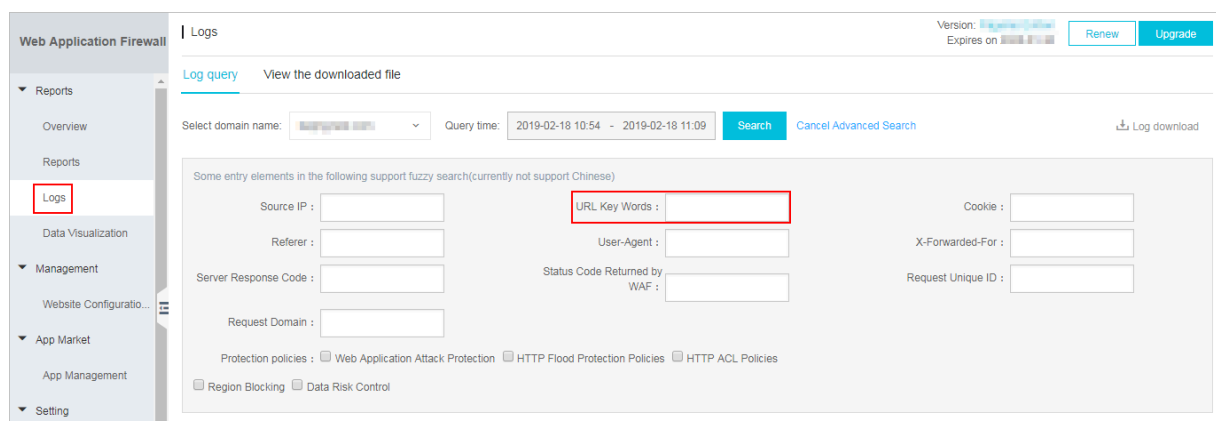 Web Application Firewall
Logs
Version:
Expires on
Renew
Upgrade
Log query
View the downloaded file
Reports
Overview
Reports
Logs
Data Visualization
Management
Website Configuratio...
App Market
App Management
Setting
Select domain name:
Query time: 2019-02-18 10:54 - 2019-02-18 11:09
Search
Cancel Advanced Search
Log download
Some entry elements in the following support fuzzy search(currently not support Chinese)
Source IP :
URL Key Words :
Cookie :
Referer :
User-Agent :
X-Forwarded-For :
Server Response Code :
Status Code Returned by
WAF :
Request Unique ID :
Request Domain :
Protection policies : Web Application Attack Protection HTTP Flood Protection Policies HTTP ACL Policies
Region Blocking Data Risk Control